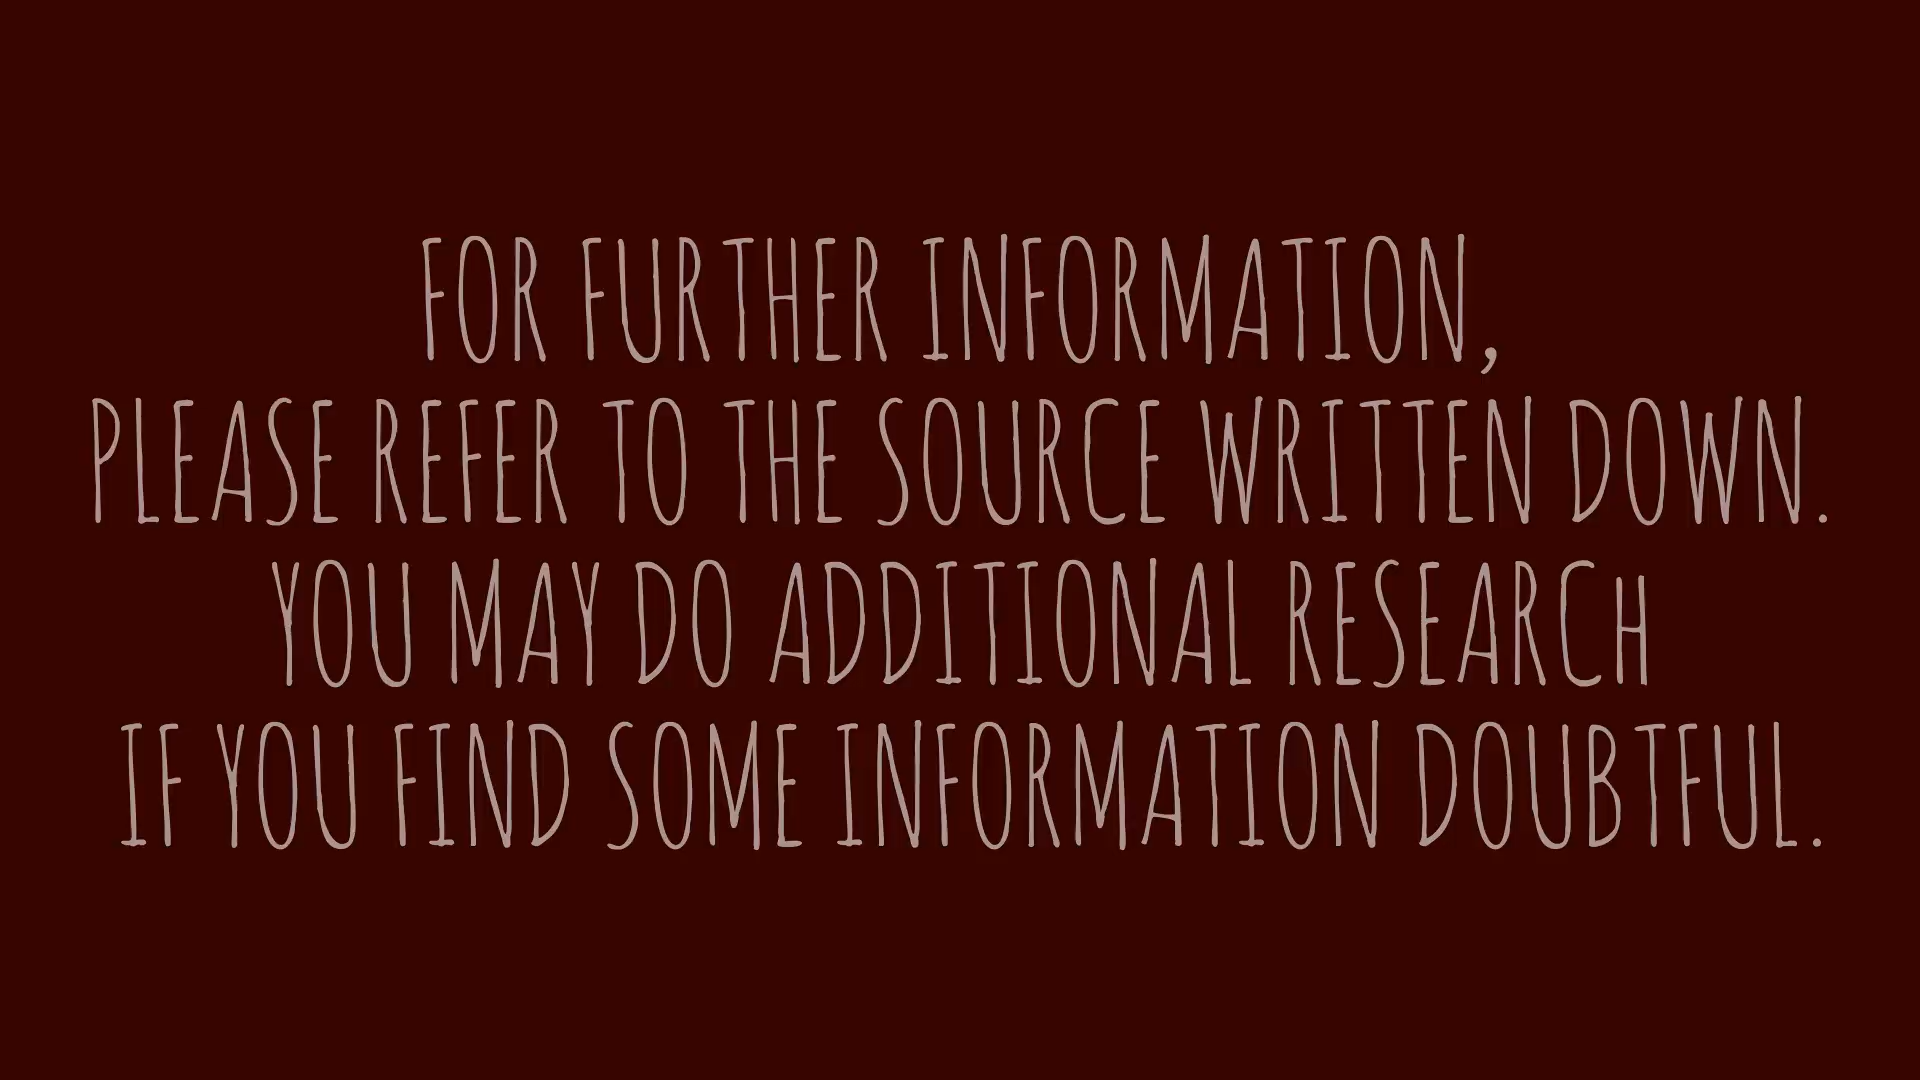 FOR FURTHER INFORMATION,
PLEASE REFER TO THE SOURCE WRITTEN DOWN.
YOU MAY DO ADDITIONAL RESEARCH
IF YOU FIND SOME INFORMATION DOUBTFUL.